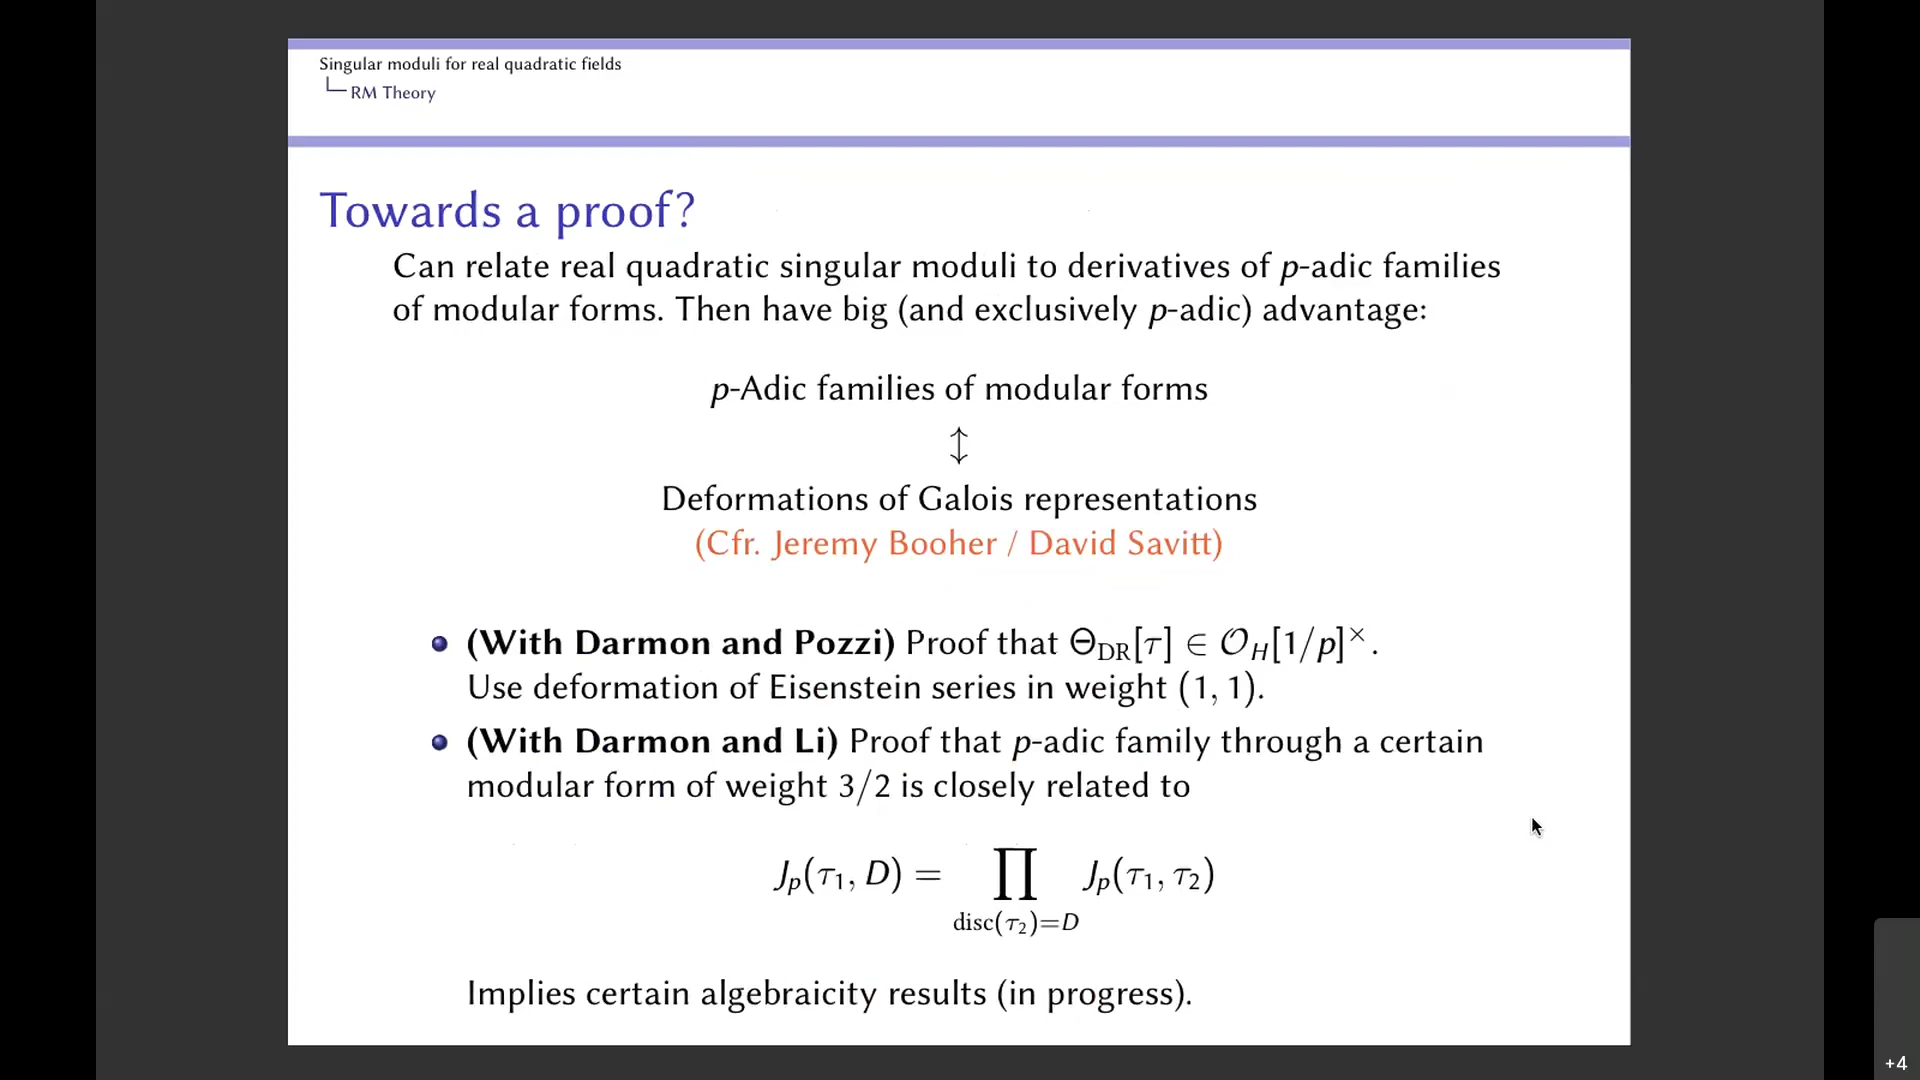 Singular moduli for real quadratic fields
RM Theory
Towards a proof?
Can relate real quadratic singular moduli to derivatives of p-adic families
of modular forms. Then have big (and exclusively p-adic) advantage:
p-Adic families of modular forms
↕
Deformations of Galois representations
(Cfr. Jeremy Booher / David Savitt)
(With Darmon and Pozzi) Proof that Θ_DR[τ] ∈ 𝒪_H[1/p]^×.
Use deformation of Eisenstein series in weight (1, 1).
(With Darmon and Li) Proof that p-adic family through a certain
modular form of weight 3/2 is closely related to
J_p(τ_1, D) = ∏_{disc(τ_2)=D} J_p(τ_1, τ_2)
Implies certain algebraicity results (in progress).
+4